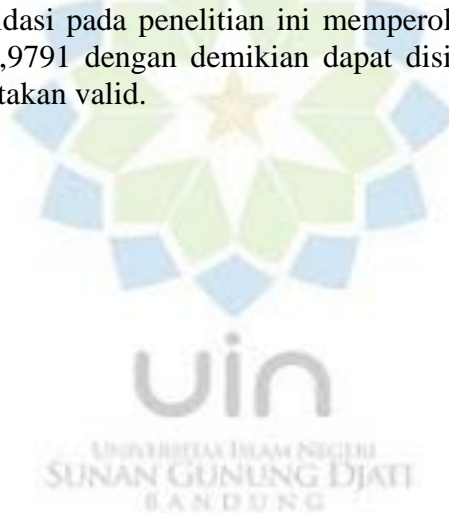 idasi pada penelitian ini memperol
,9791 dengan demikian dapat disi
takan valid.
uin
UNIVERSITAS ISLAM NEGERI
SUNAN GUNUNG DJATI
BANDUNG